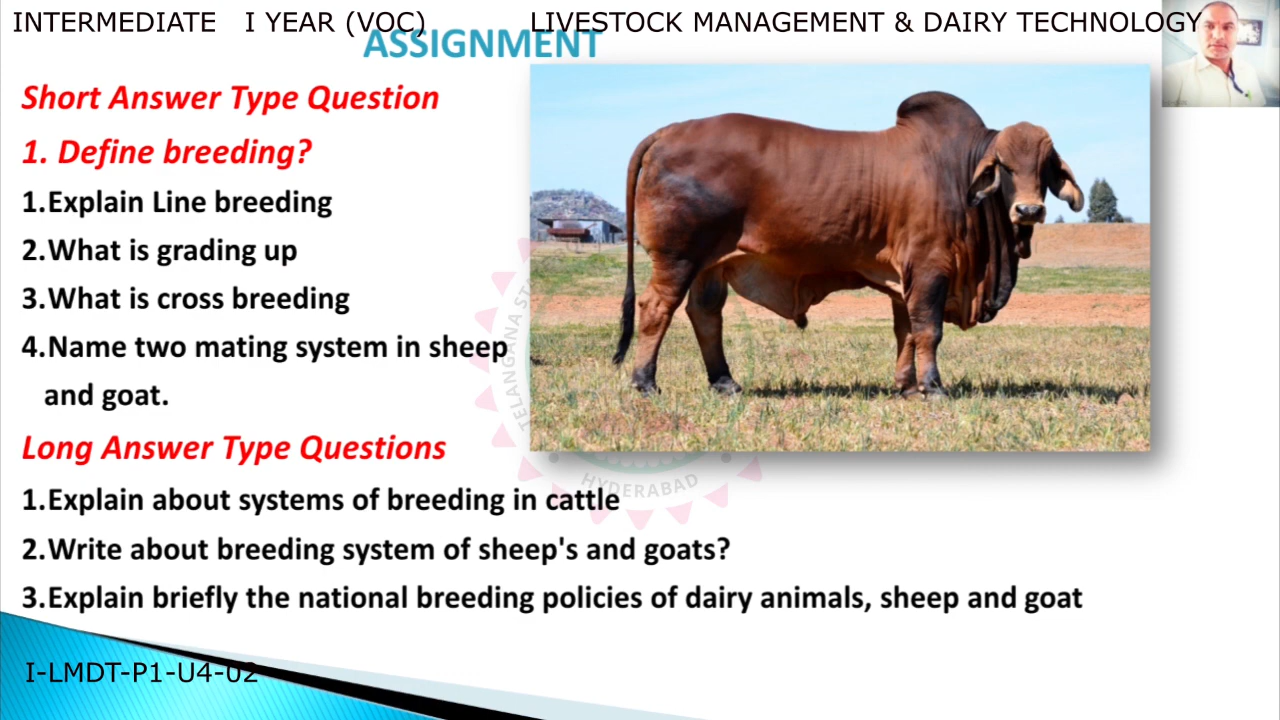 INTERMEDIATE I YEAR (VOC) LIVESTOCK MANAGEMENT & DAIRY TECHNOLOGY
ASSIGNMENT
Short Answer Type Question
1. Define breeding?
1.Explain Line breeding
2.What is grading up
3.What is cross breeding
4.Name two mating system in sheep
and goat.
Long Answer Type Questions
1.Explain about systems of breeding in cattle
2.Write about breeding system of sheep's and goats?
3.Explain briefly the national breeding policies of dairy animals, sheep and goat
I-LMDT-P1-U4-02
TELANGANA ST
HYDERABAD